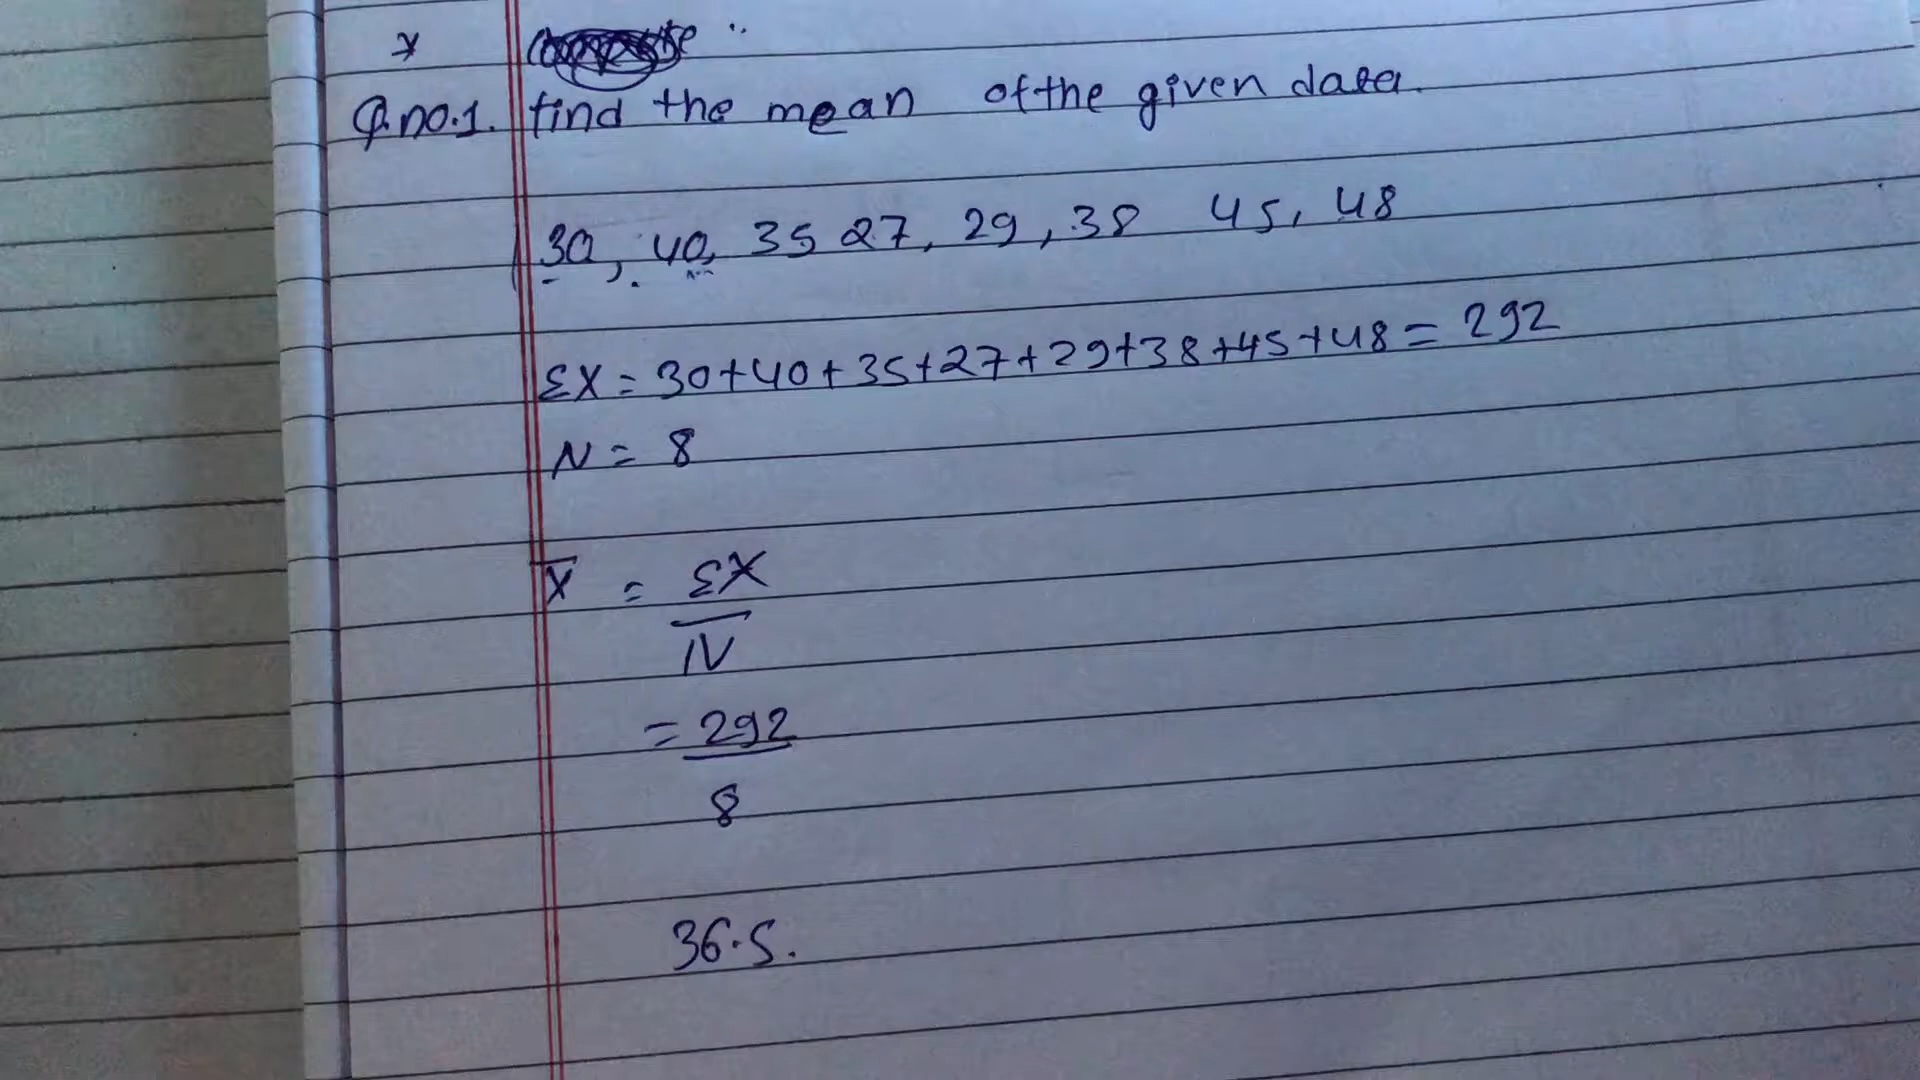 *
Q.no.1. find the mean of the given data.
30, 40, 35 27, 29, 38 45, 48
ΣX = 30+40+35+27+29+38+45+48 = 292
N = 8
X̅ = ΣX
N
= 292
8
36.5.